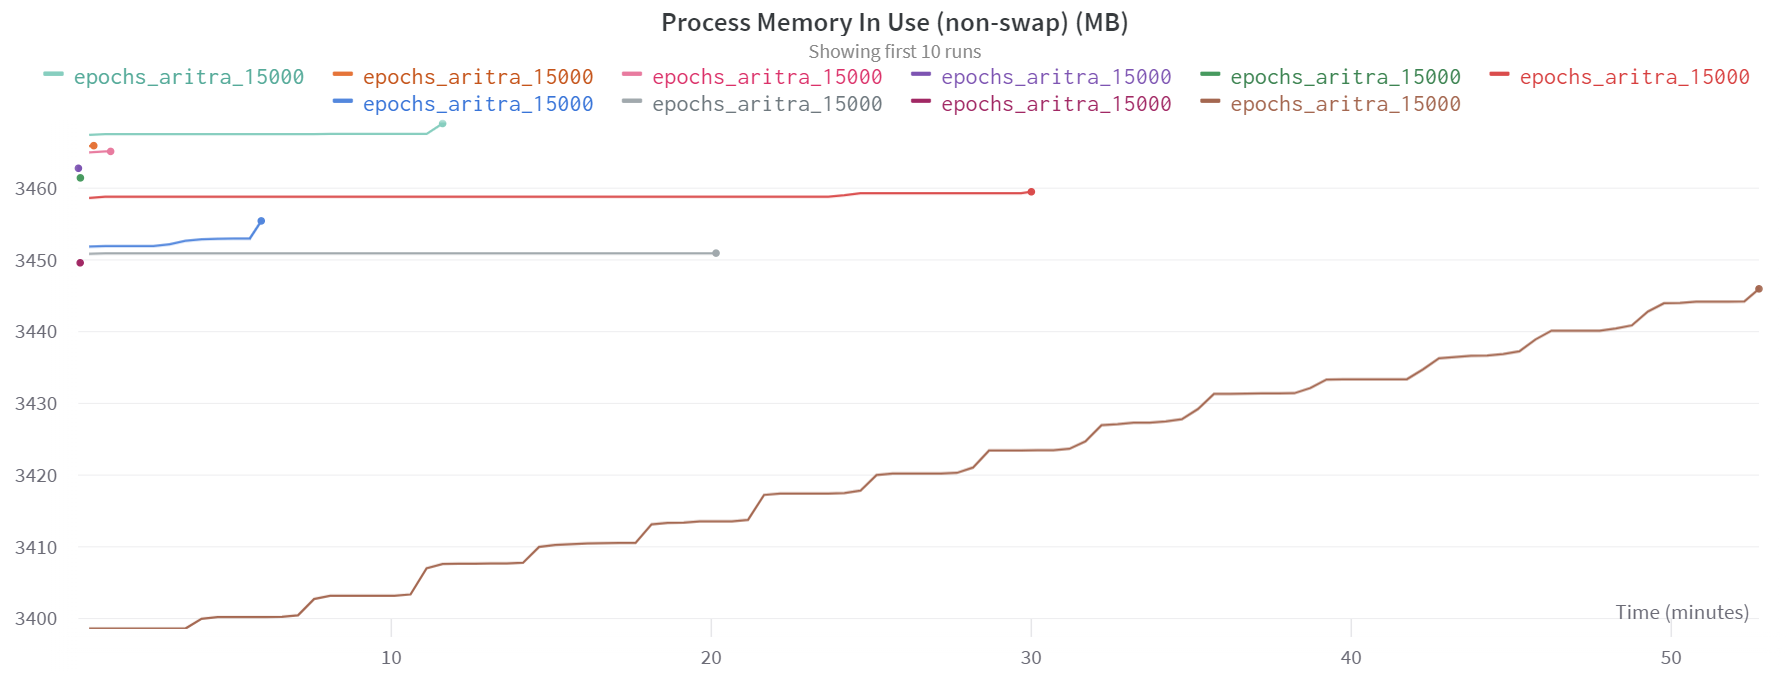 Process Memory In Use (non-swap) (MB)
Showing first 10 runs
epochs_aritra_15000 epochs_aritra_15000 epochs_aritra_15000 epochs_aritra_15000 epochs_aritra_15000 epochs_aritra_15000
epochs_aritra_15000 epochs_aritra_15000 epochs_aritra_15000 epochs_aritra_15000
3460
3450
3440
3430
3420
3410
3400
Time (minutes)
10 20 30 40 50